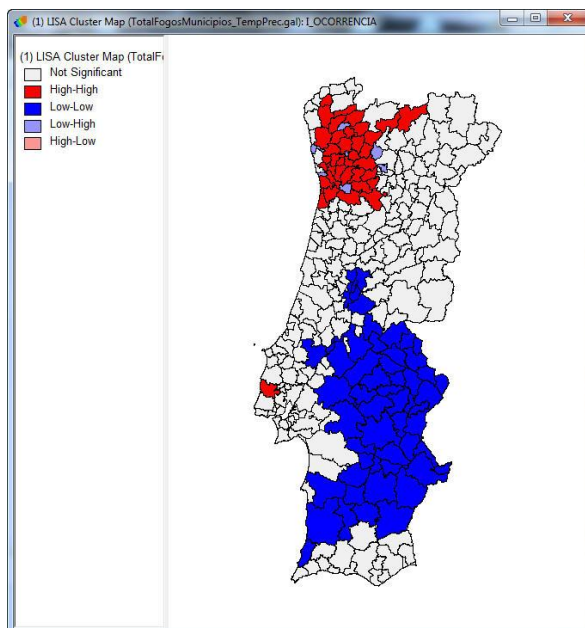 (1) LISA Cluster Map (TotalFogosMunicipios_TempPrec.gal): I_OCORRENCIA
(1) LISA Cluster Map (TotalF
Not Significant
High-High
Low-Low
Low-High
High-Low